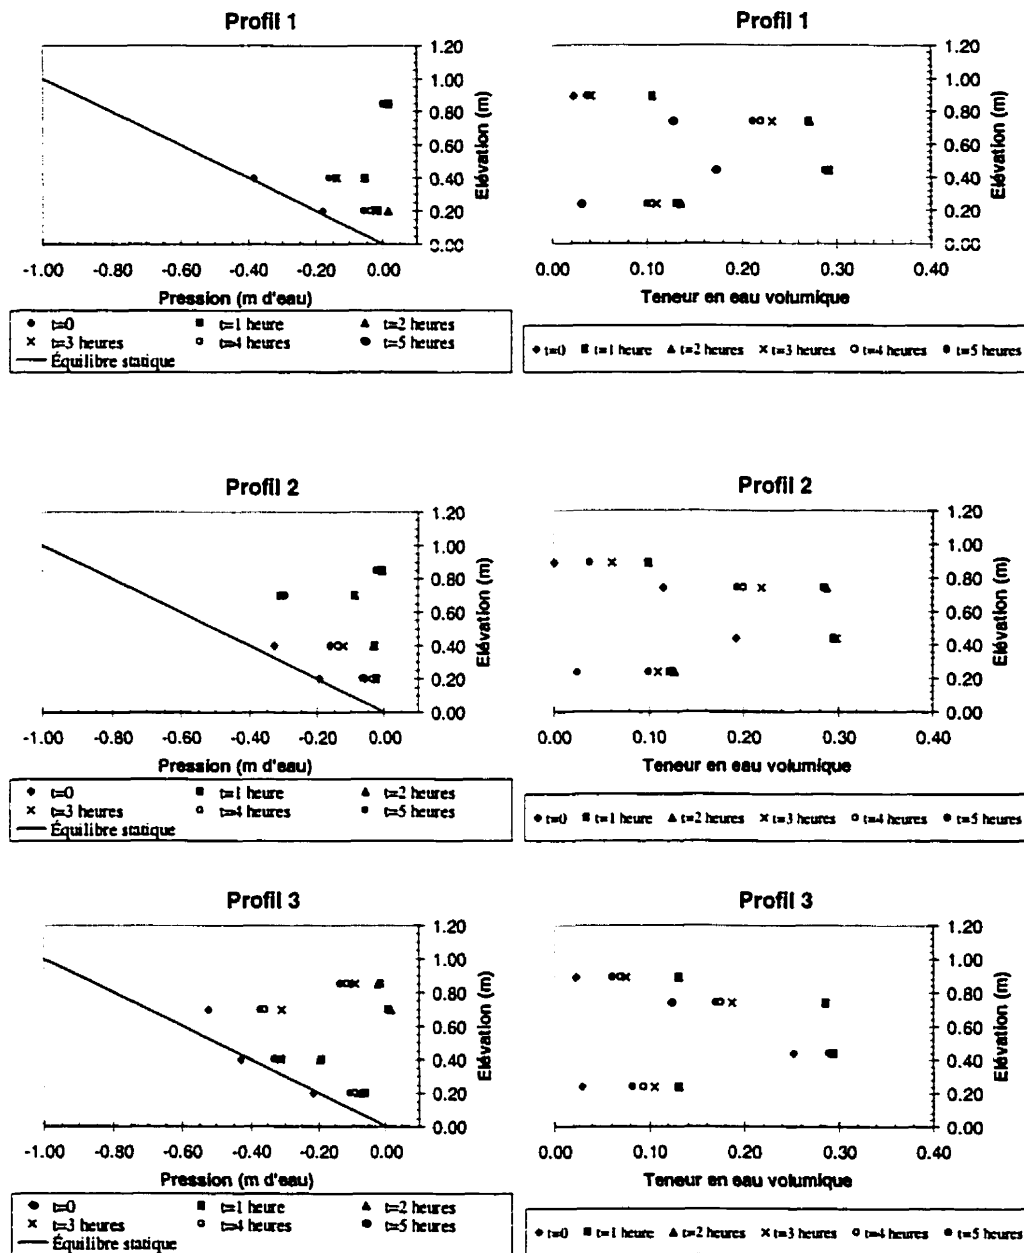 Profil 1
1.20
1.00
0.80
0.60
0.40
0.20
0.00
Elévation (m)
-1.00 -0.80 -0.60 -0.40 -0.20 0.00
Pression (m d'eau)
t=0 t=1 heure t=2 heures
t=3 heures t=4 heures t=5 heures
Équilibre statique
Profil 1
1.20
1.00
0.80
0.60
0.40
0.20
0.00
Elévation (m)
0.00 0.10 0.20 0.30 0.40
Teneur en eau volumique
t=0 t=1 heure t=2 heures t=3 heures t=4 heures t=5 heures
Profil 2
1.20
1.00
0.80
0.60
0.40
0.20
0.00
Elévation (m)
-1.00 -0.80 -0.60 -0.40 -0.20 0.00
Pression (m d'eau)
t=0 t=1 heure t=2 heures
t=3 heures t=4 heures t=5 heures
Équilibre statique
Profil 2
1.20
1.00
0.80
0.60
0.40
0.20
0.00
Elévation (m)
0.00 0.10 0.20 0.30 0.40
Teneur en eau volumique
t=0 t=1 heure t=2 heures t=3 heures t=4 heures t=5 heures
Profil 3
1.20
1.00
0.80
0.60
0.40
0.20
0.00
Elévation (m)
-1.00 -0.80 -0.60 -0.40 -0.20 0.00
Pression (m d'eau)
t=0 t=1 heure t=2 heures
t=3 heures t=4 heures t=5 heures
Équilibre statique
Profil 3
1.20
1.00
0.80
0.60
0.40
0.20
0.00
Elévation (m)
0.00 0.10 0.20 0.30 0.40
Teneur en eau volumique
t=0 t=1 heure t=2 heures t=3 heures t=4 heures t=5 heures